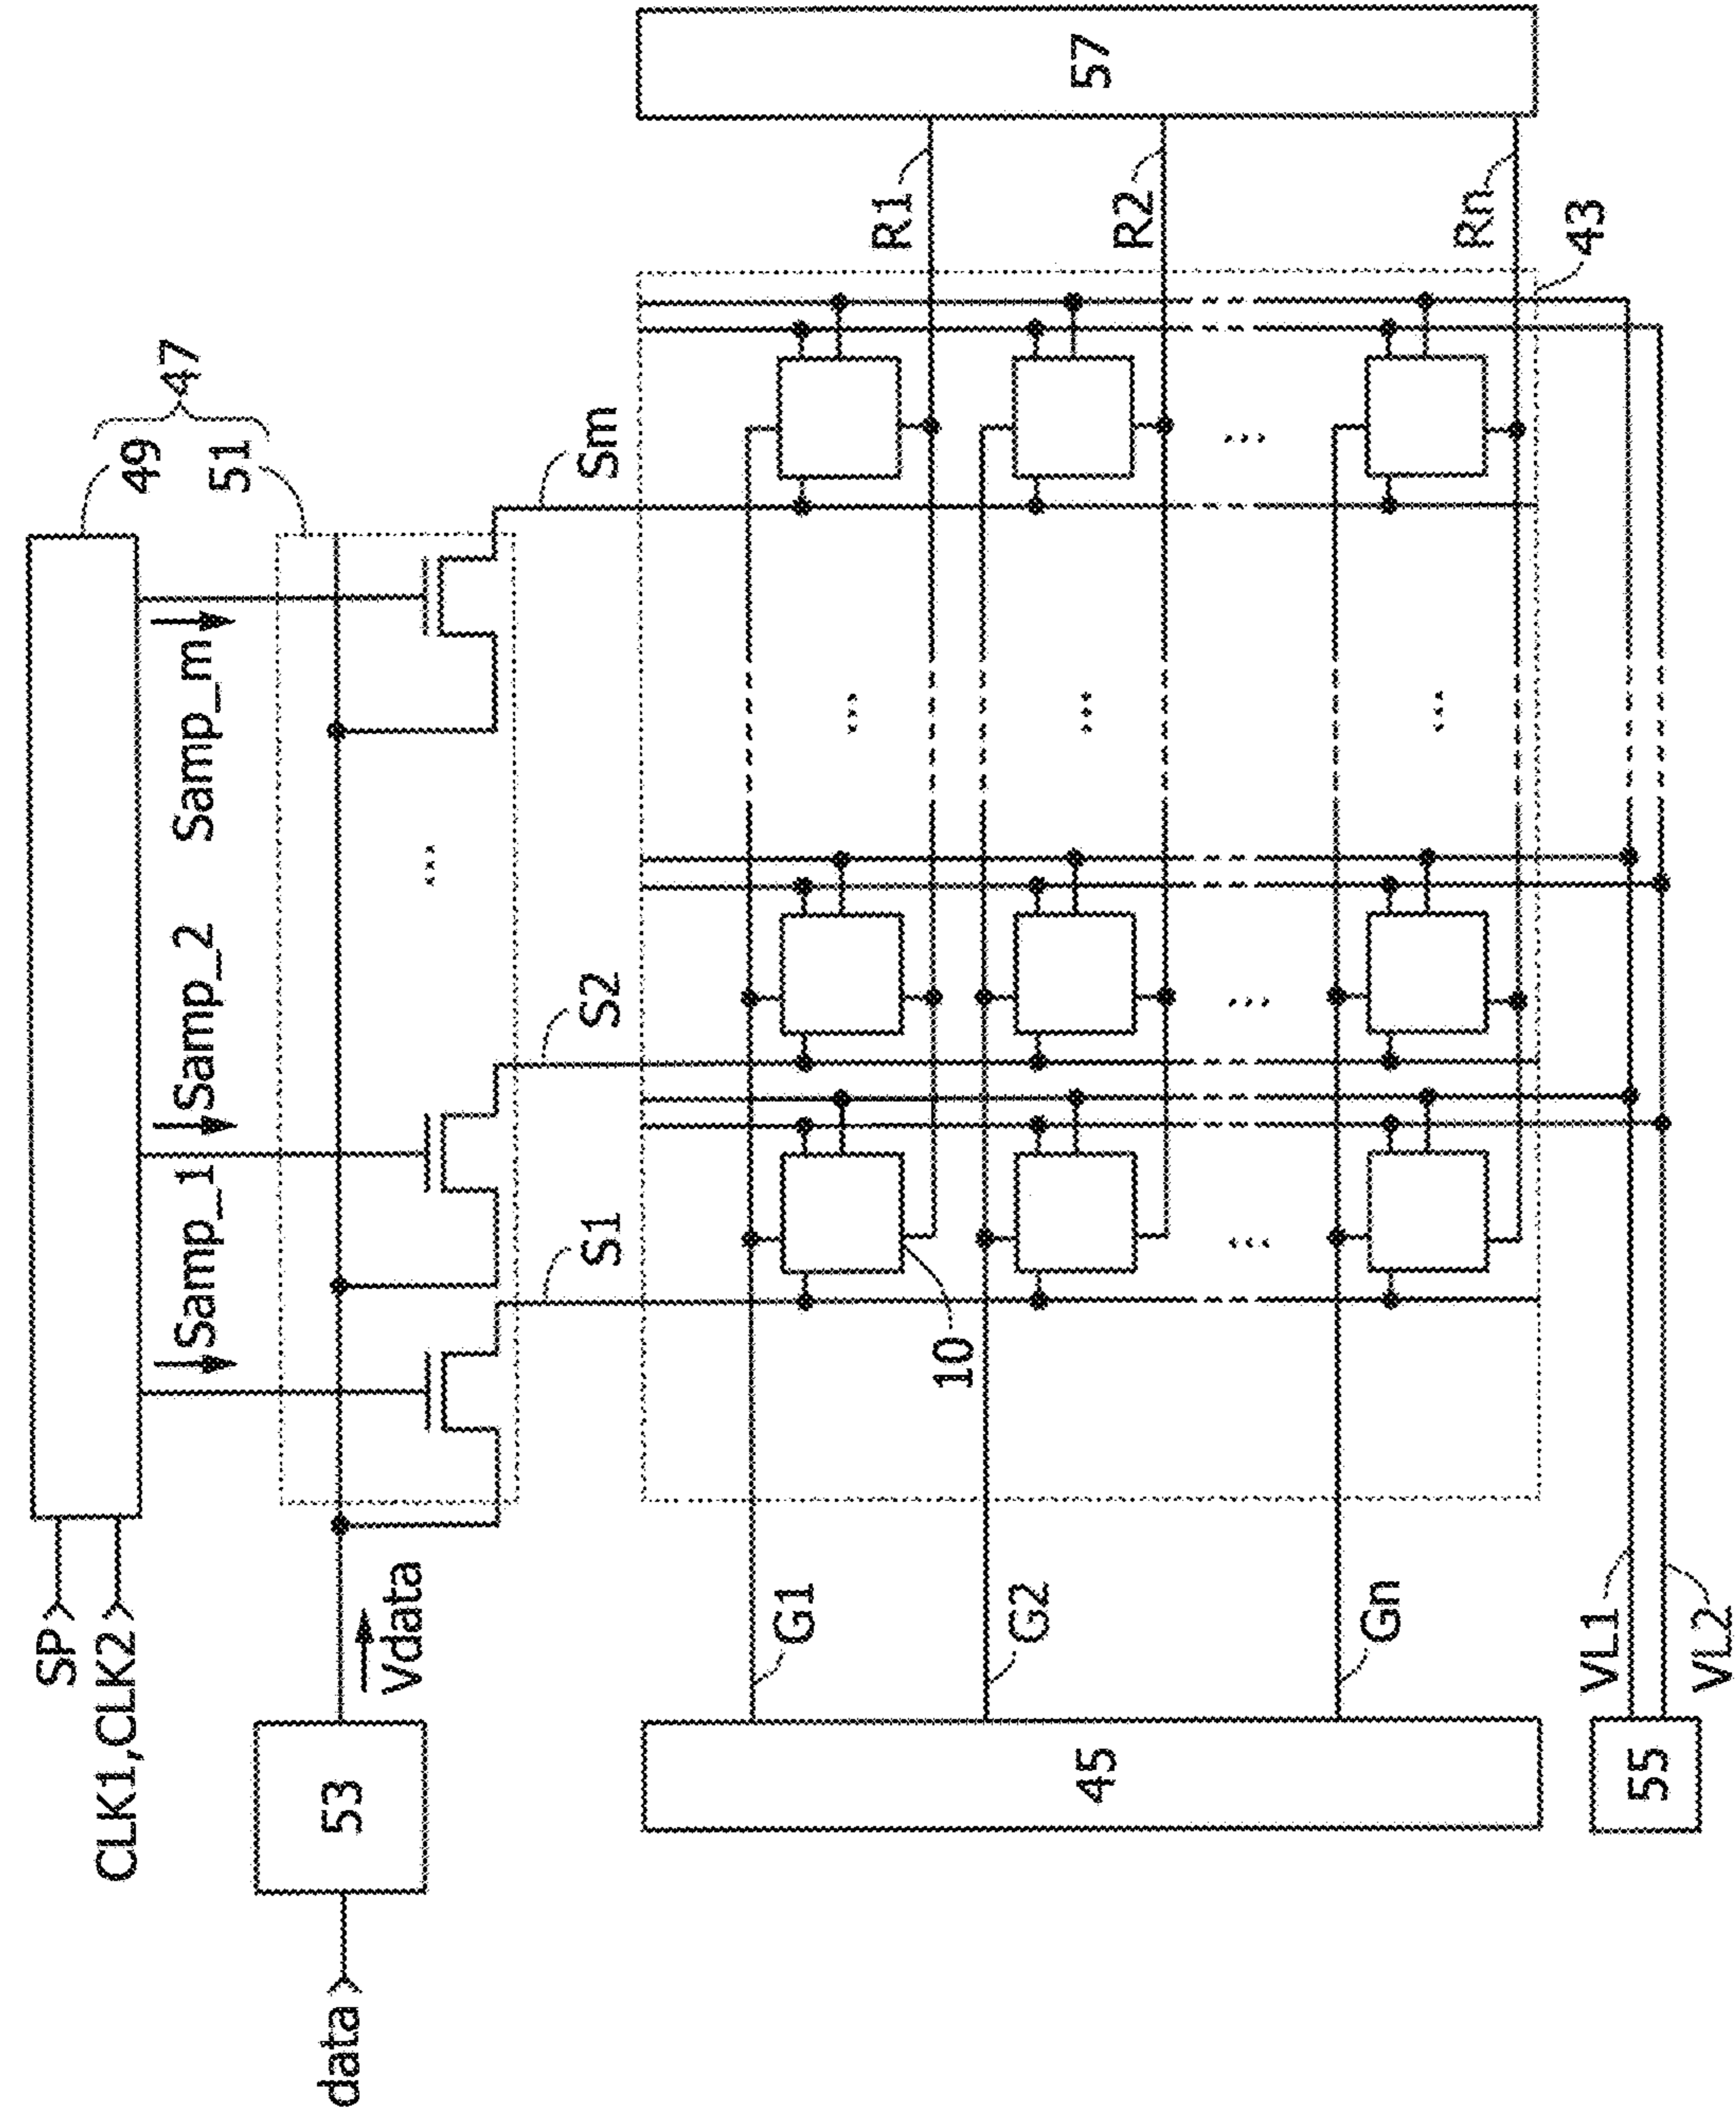 SP
CLK1,CLK2
49
47
51
Samp_1
Samp_2
Samp_m
...
data
53
Vdata
S1
S2
Sm
45
G1
G2
Gn
10
...
...
...
...
...
...
R1
R2
Rn
57
43
55
VL1
VL2